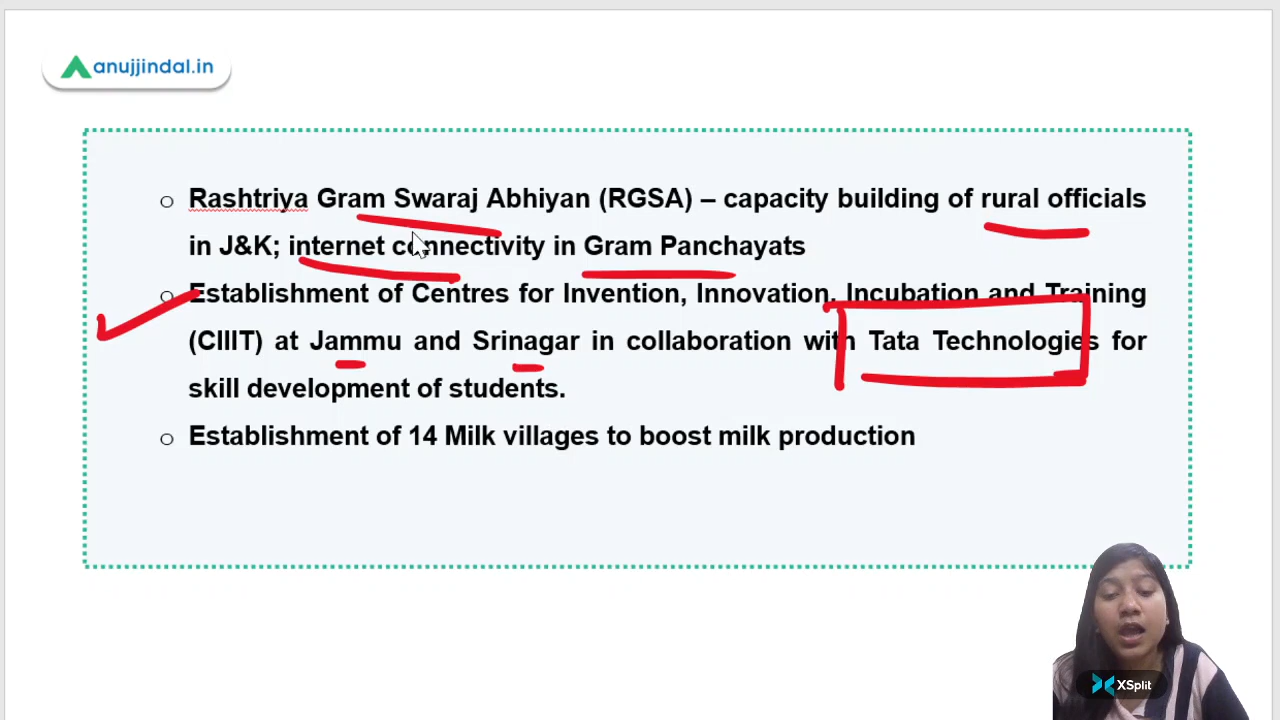 anujjindal.in
Rashtriya Gram Swaraj Abhiyan (RGSA) – capacity building of rural officials
in J&K; internet connectivity in Gram Panchayats
Establishment of Centres for Invention, Innovation, Incubation and Training
(CIIIT) at Jammu and Srinagar in collaboration with Tata Technologies for
skill development of students.
Establishment of 14 Milk villages to boost milk production
XSplit